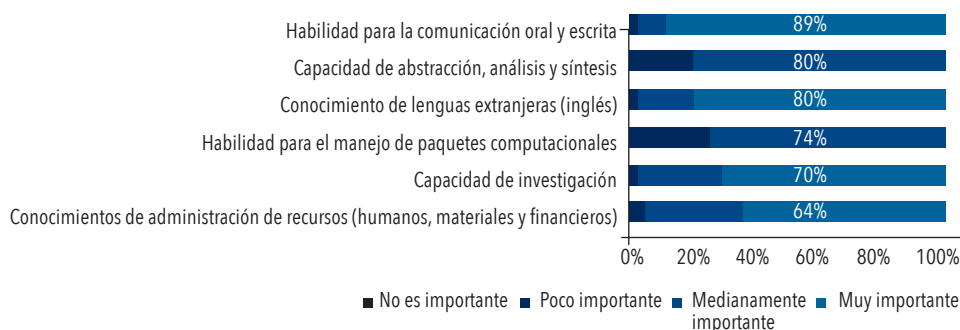 Habilidad para la comunicación oral y escrita 89%
Capacidad de abstracción, análisis y síntesis 80%
Conocimiento de lenguas extranjeras (inglés) 80%
Habilidad para el manejo de paquetes computacionales 74%
Capacidad de investigación 70%
Conocimientos de administración de recursos (humanos, materiales y financieros) 64%
0% 20% 40% 60% 80% 100%
No es importante Poco importante Medianamente Muy importante
importante